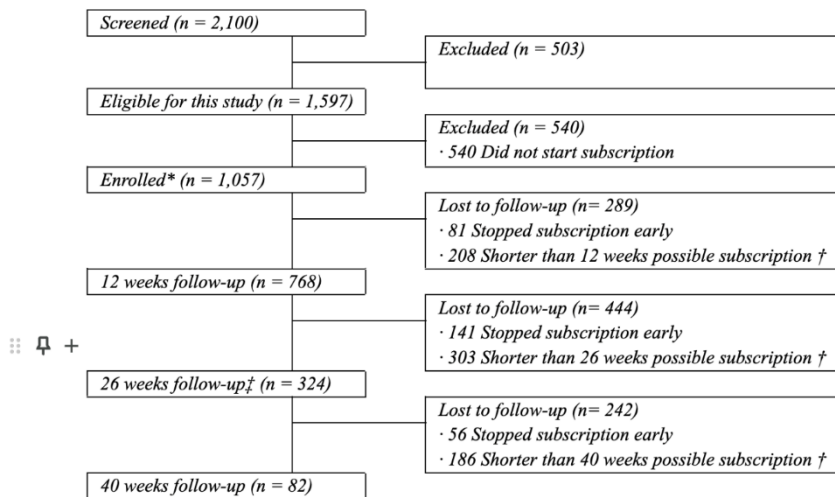 Screened (n = 2,100)
Excluded (n = 503)
Eligible for this study (n = 1,597)
Excluded (n = 540)
· 540 Did not start subscription
Enrolled* (n = 1,057)
Lost to follow-up (n= 289)
· 81 Stopped subscription early
· 208 Shorter than 12 weeks possible subscription †
12 weeks follow-up (n = 768)
Lost to follow-up (n= 444)
· 141 Stopped subscription early
· 303 Shorter than 26 weeks possible subscription †
26 weeks follow-up‡ (n = 324)
Lost to follow-up (n= 242)
· 56 Stopped subscription early
· 186 Shorter than 40 weeks possible subscription †
40 weeks follow-up (n = 82)